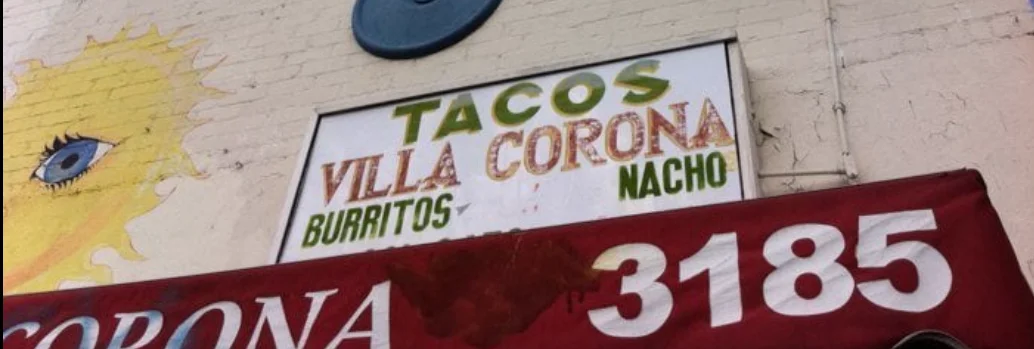 TACOS
VILLA CORONA
BURRITOS NACHO
CORONA 3185